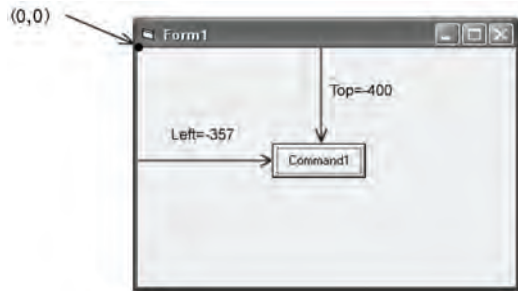 (0,0)
Form1
Top=-400
Left=-357
Command1